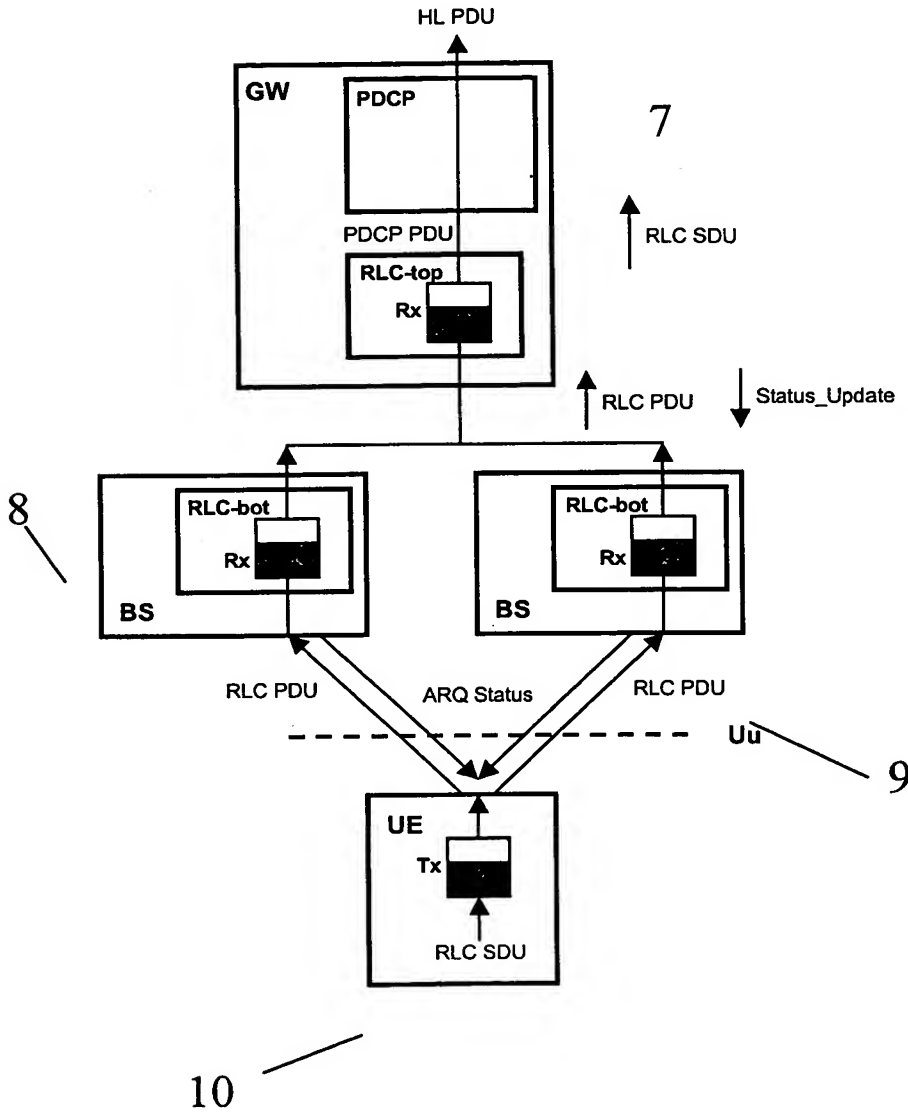 HL PDU
GW
PDCP
7
RLC SDU
PDCP PDU
RLC-top
Rx
RLC PDU
Status_Update
8
RLC-bot
Rx
BS
RLC-bot
Rx
BS
RLC PDU
ARQ Status
RLC PDU
Uu
9
UE
Tx
RLC SDU
10